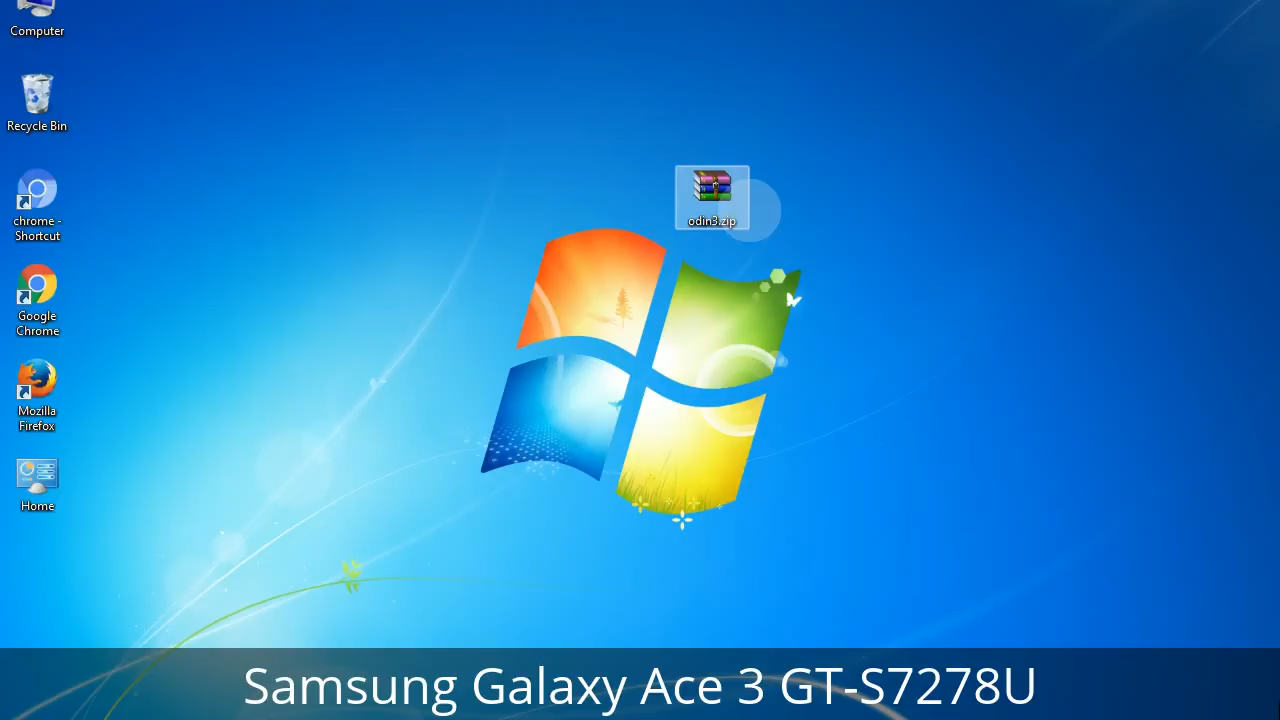 Computer
Recycle Bin
chrome -
Shortcut
Google
Chrome
Mozilla
Firefox
Home
odin3.zip
Samsung Galaxy Ace 3 GT-S7278U